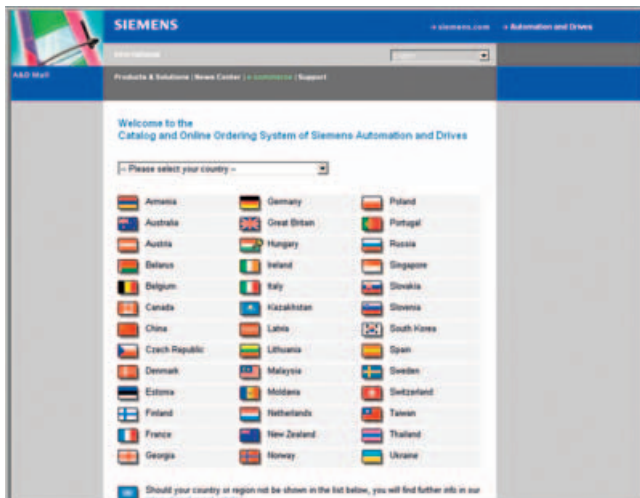 SIEMENS
siemens.com
Automation and Drives
International
A&D Mall
Products & Solutions | News Center | e-commerce | Support
Welcome to the
Catalog and Online Ordering System of Siemens Automation and Drives
-- Please select your country --
Armenia Germany Poland
Australia Great Britain Portugal
Austria Hungary Russia
Belarus Ireland Singapore
Belgium Italy Slovakia
Canada Kazakhstan Slovenia
China Latvia South Korea
Czech Republic Lithuania Spain
Denmark Malaysia Sweden
Estonia Moldavia Switzerland
Finland Netherlands Taiwan
France New Zealand Thailand
Georgia Norway Ukraine
Should your country or region not be shown in the list below, you will find further info in our